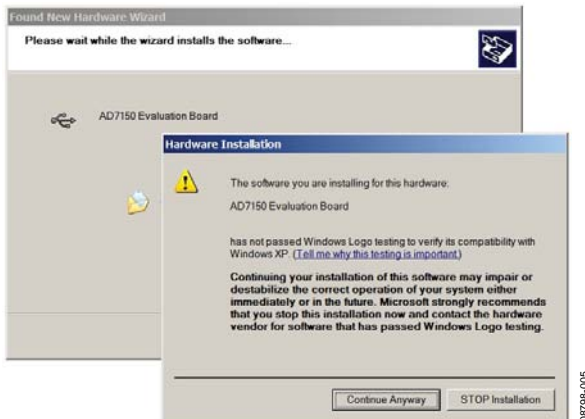 Found New Hardware Wizard
Please wait while the wizard installs the software...
AD7150 Evaluation Board
Hardware Installation
The software you are installing for this hardware:
AD7150 Evaluation Board
has not passed Windows Logo testing to verify its compatibility with
Windows XP. (Tell me why this testing is important.)
Continuing your installation of this software may impair or
destabilize the correct operation of your system either
immediately or in the future. Microsoft strongly recommends
that you stop this installation now and contact the hardware
vendor for software that has passed Windows Logo testing.
Continue Anyway
STOP Installation